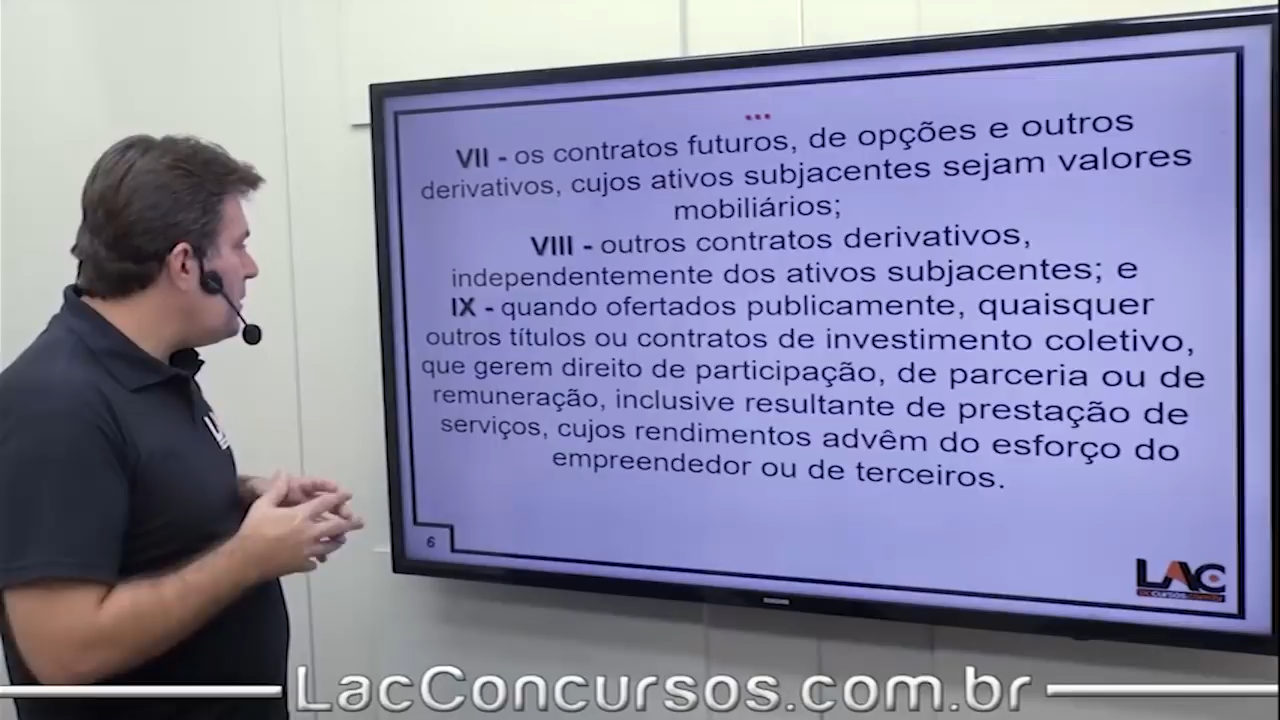 ...
VII - os contratos futuros, de opções e outros
derivativos, cujos ativos subjacentes sejam valores
mobiliários;
VIII - outros contratos derivativos,
independentemente dos ativos subjacentes; e
IX - quando ofertados publicamente, quaisquer
outros títulos ou contratos de investimento coletivo,
que gerem direito de participação, de parceria ou de
remuneração, inclusive resultante de prestação de
serviços, cujos rendimentos advêm do esforço do
empreendedor ou de terceiros.
6
LAC
LacConcursos.com.br